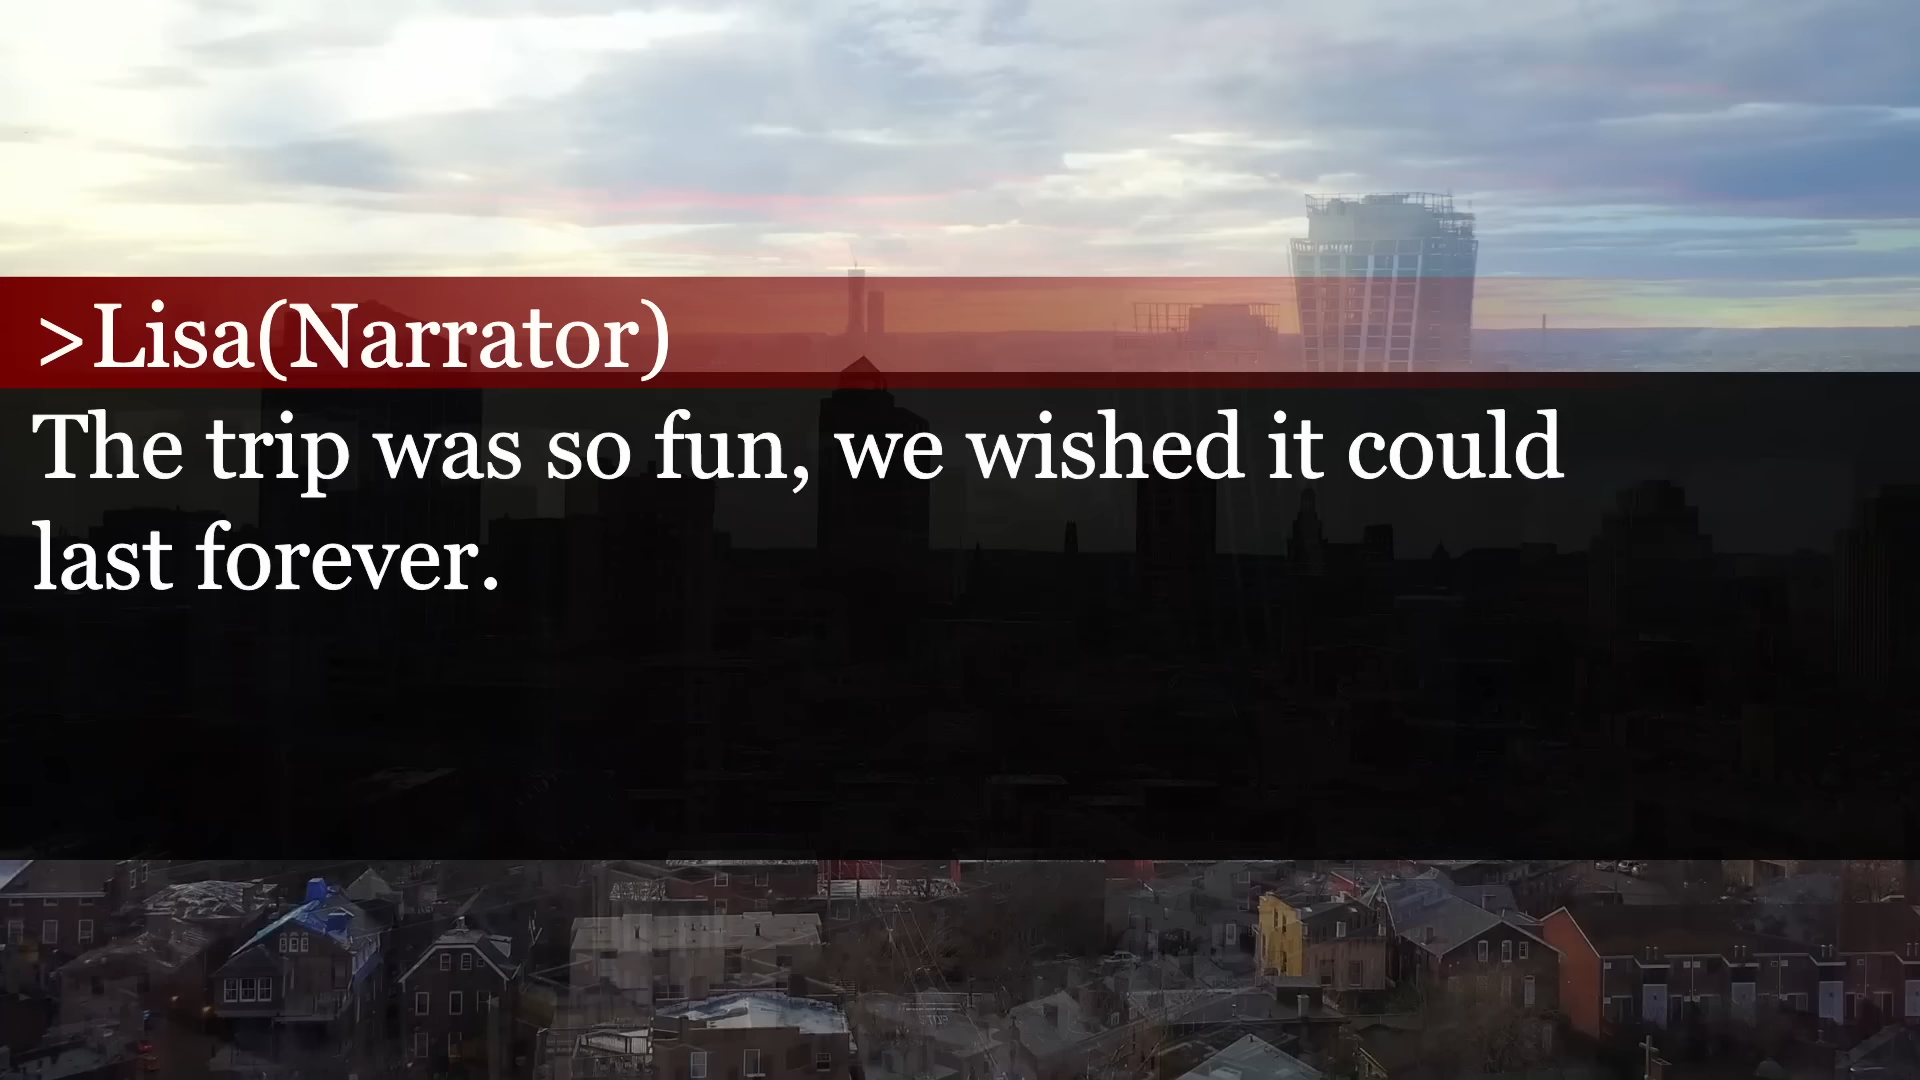 >Lisa(Narrator)
The trip was so fun, we wished it could
last forever.